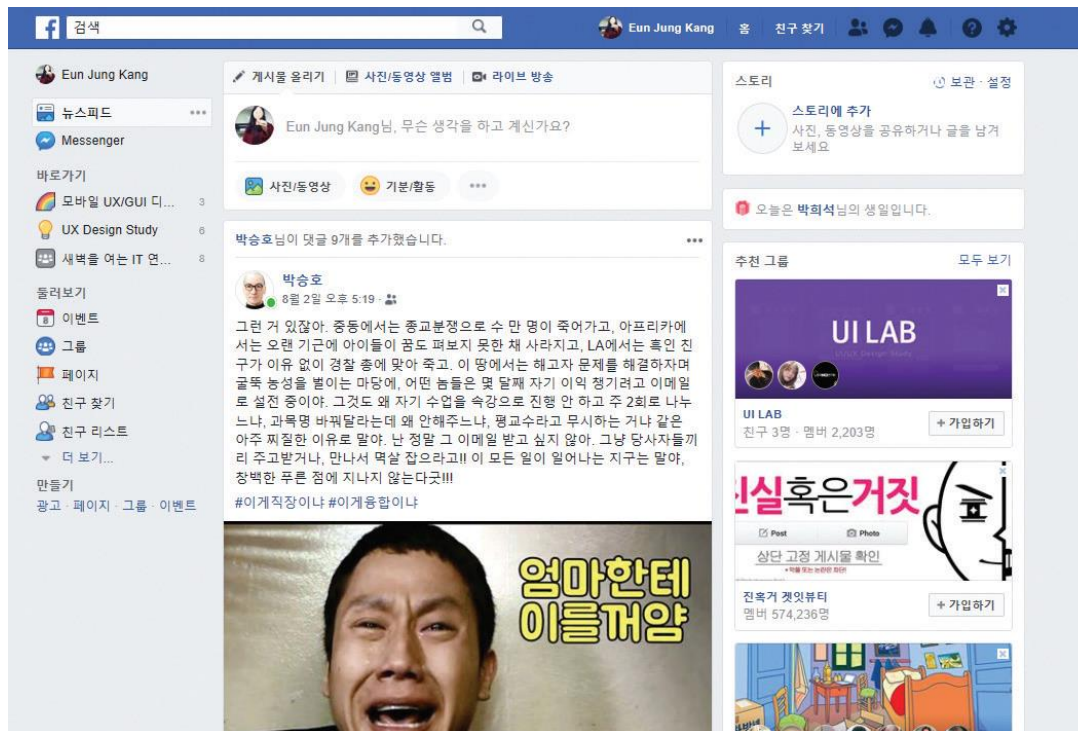 검색
Eun Jung Kang
홈
친구 찾기
Eun Jung Kang
뉴스피드
Messenger
바로가기
모바일 UX/GUI 디... 3
UX Design Study 6
새벽을 여는 IT 연... 8
둘러보기
8 이벤트
그룹
페이지
친구 찾기
친구 리스트
더 보기...
만들기
광고 · 페이지 · 그룹 · 이벤트
게시물 올리기
사진/동영상 앨범
라이브 방송
Eun Jung Kang님, 무슨 생각을 하고 계신가요?
사진/동영상
기분/활동
박승호님이 댓글 9개를 추가했습니다.
박승호
8월 2일 오후 5:19 ·
그런 거 있잖아. 중동에서는 종교분쟁으로 수 만 명이 죽어가고, 아프리카에
서는 오랜 기근에 아이들이 꿈도 펴보지 못한 채 사라지고, LA에서는 흑인 친
구가 이유 없이 경찰 총에 맞아 죽고. 이 땅에서는 해고자 문제를 해결하자며
굴뚝 농성을 벌이는 마당에, 어떤 놈들은 몇 달째 자기 이익 챙기려고 이메일
로 설전 중이야. 그것도 왜 자기 수업을 속강으로 진행 안 하고 주 2회로 나누
느냐, 과목명 바꿔달라는데 왜 안해주느냐, 평교수라고 무시하는 거냐 같은
아주 찌질한 이유로 말야. 난 정말 그 이메일 받고 싶지 않아. 그냥 당사자들끼
리 주고받거나, 만나서 멱살 잡으라고!! 이 모든 일이 일어나는 지구는 말야,
창백한 푸른 점에 지나지 않는다굿!!!
#이게직장이냐 #이게융합이냐
엄마한테
이를꺼얌
스토리
보관 · 설정
스토리에 추가
사진, 동영상을 공유하거나 글을 남겨
보세요
오늘은 박희석님의 생일입니다.
추천 그룹
모두 보기
UI LAB
UI/UX Design Study
UI LAB
친구 3명 · 멤버 2,203명
+ 가입하기
진실혹은거짓
Post
Photo
상단 고정 게시물 확인
진혹거 겟잇뷰티
멤버 574,236명
+ 가입하기